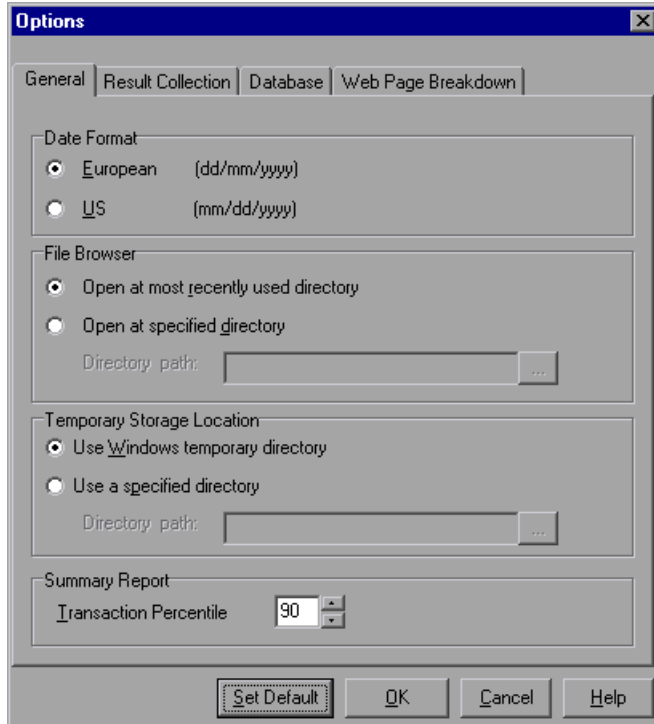 Options
General Result Collection Database Web Page Breakdown
Date Format
European (dd/mm/yyyy)
US (mm/dd/yyyy)
File Browser
Open at most recently used directory
Open at specified directory
Directory path: ...
Temporary Storage Location
Use Windows temporary directory
Use a specified directory
Directory path: ...
Summary Report
Transaction Percentile 90
Set Default OK Cancel Help